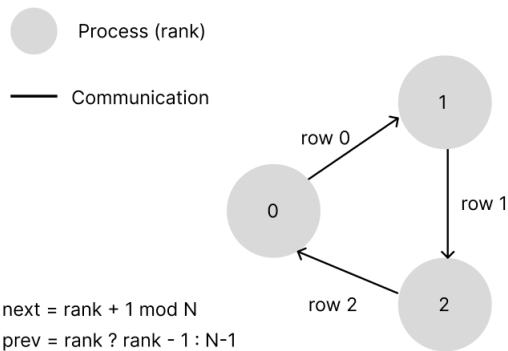 Process (rank)
Communication
1
row 0
0
row 1
2
row 2
next = rank + 1 mod N
prev = rank ? rank - 1 : N-1